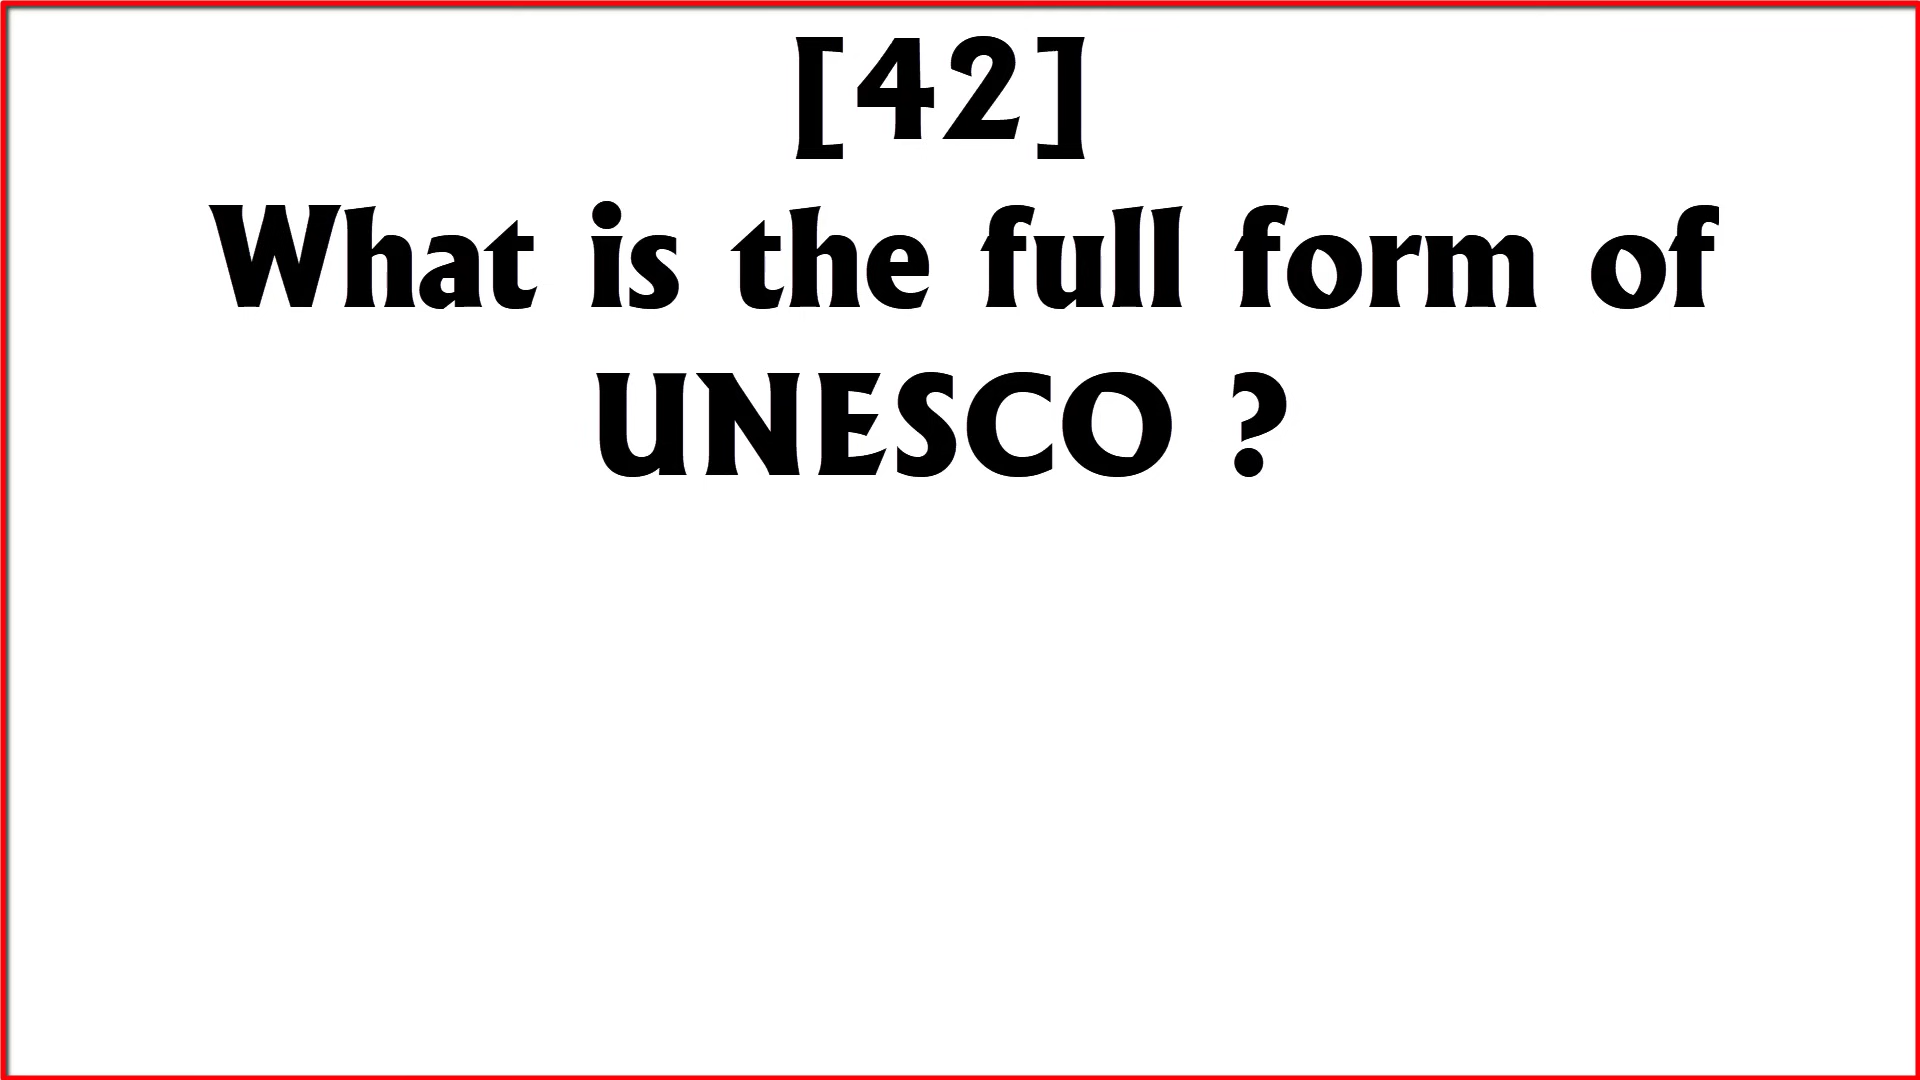 [42]
What is the full form of
UNESCO ?